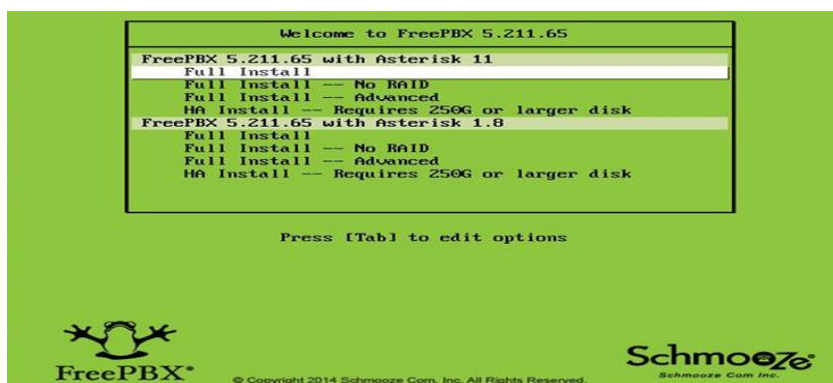 Welcome to FreePBX 5.211.65
FreePBX 5.211.65 with Asterisk 11
Full Install
Full Install -- No RAID
Full Install -- Advanced
HA Install -- Requires 250G or larger disk
FreePBX 5.211.65 with Asterisk 1.8
Full Install
Full Install -- No RAID
Full Install -- Advanced
HA Install -- Requires 250G or larger disk
Press [Tab] to edit options
FreePBX®
© Copyright 2014 Schmooze Com, Inc. All Rights Reserved.
Schmooze®
Schmooze Com Inc.